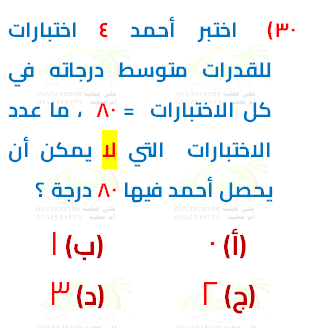 ٣٠) اختبر أحمد ٤ اختبارات
للقدرات متوسط درجاته في
كل الاختبارات = ٨٠ ، ما عدد
الاختبارات التي لا يمكن أن
يحصل أحمد فيها ٨٠ درجة ؟
(أ) ٠ (ب) ١
(ج) ٢ (د) ٣